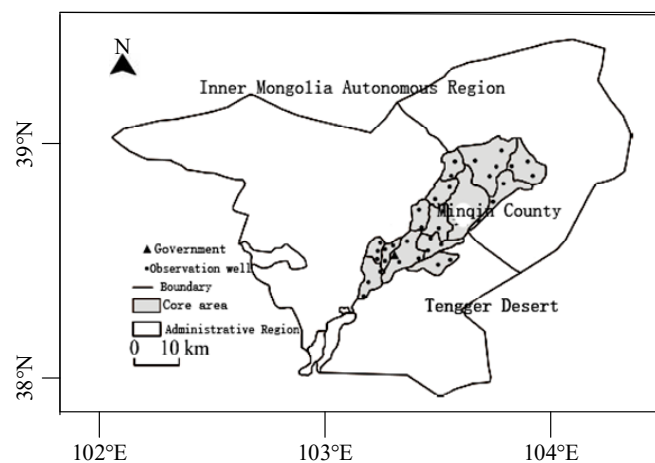 N
Inner Mongolia Autonomous Region
39°N
Minqin County
Government
Observation well
Boundary
Core area
Tengger Desert
Administrative Region
0 10 km
38°N
102°E 103°E 104°E